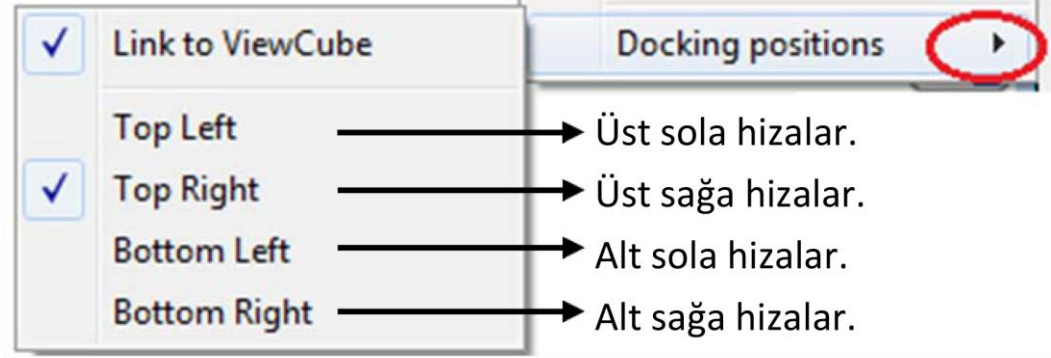 Link to ViewCube
Docking positions
Top Left Üst sola hizalar.
Top Right Üst sağa hizalar.
Bottom Left Alt sola hizalar.
Bottom Right Alt sağa hizalar.